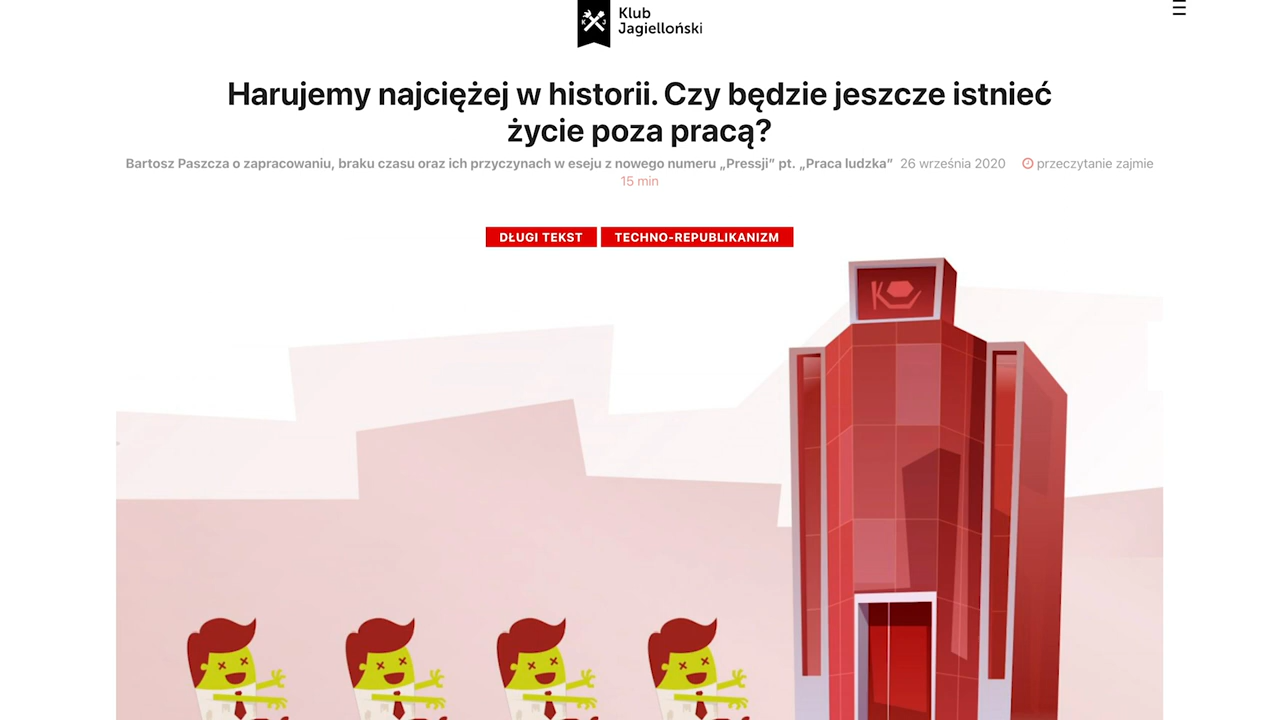 Klub
Jagielloński
K J
Harujemy najciężej w historii. Czy będzie jeszcze istnieć
życie poza pracą?
Bartosz Paszcza o zapracowaniu, braku czasu oraz ich przyczynach w eseju z nowego numeru „Pressji” pt. „Praca ludzka” 26 września 2020 przeczytanie zajmie
15 min
DŁUGI TEKST TECHNO-REPUBLIKANIZM